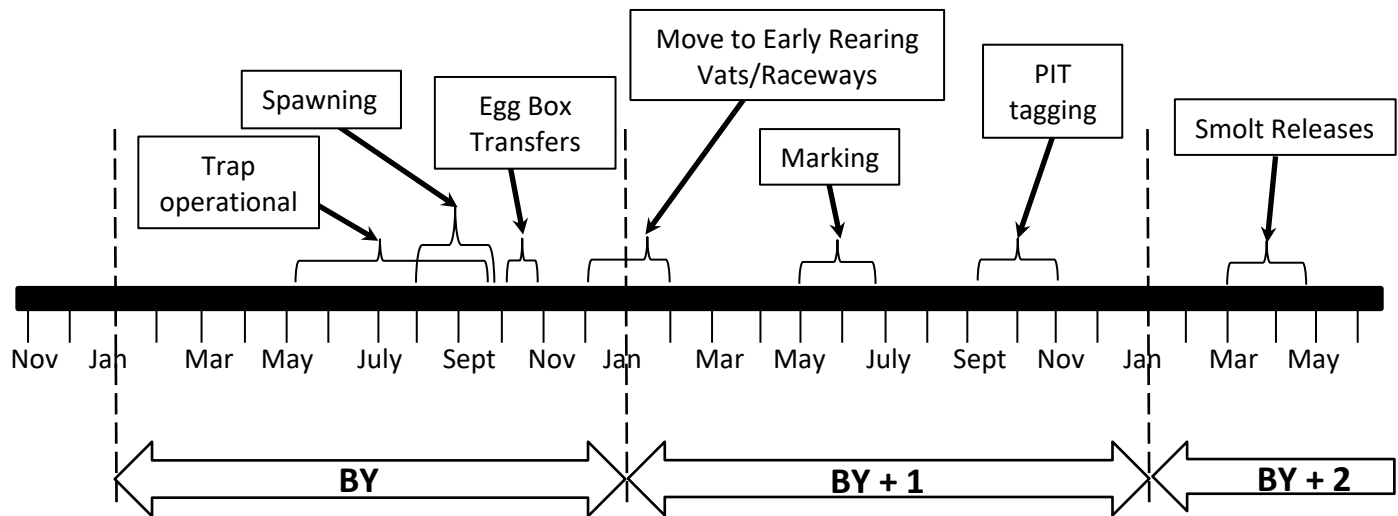 Move to Early Rearing
Vats/Raceways
PIT
tagging
Spawning
Egg Box
Transfers
Smolt Releases
Marking
Trap
operational
Nov Jan Mar May July Sept Nov Jan Mar May July Sept Nov Jan Mar May
BY
BY + 1
BY + 2